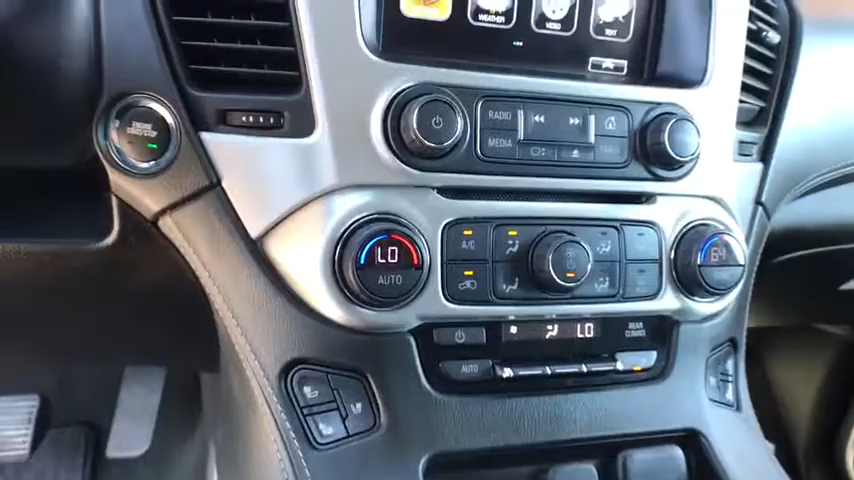 WEATHER
VIDEO
TEXT
ENGINE
START/STOP
RADIO
MEDIA
LO
AUTO
A/C
64
LO
REAR
CLIMATE
AUTO